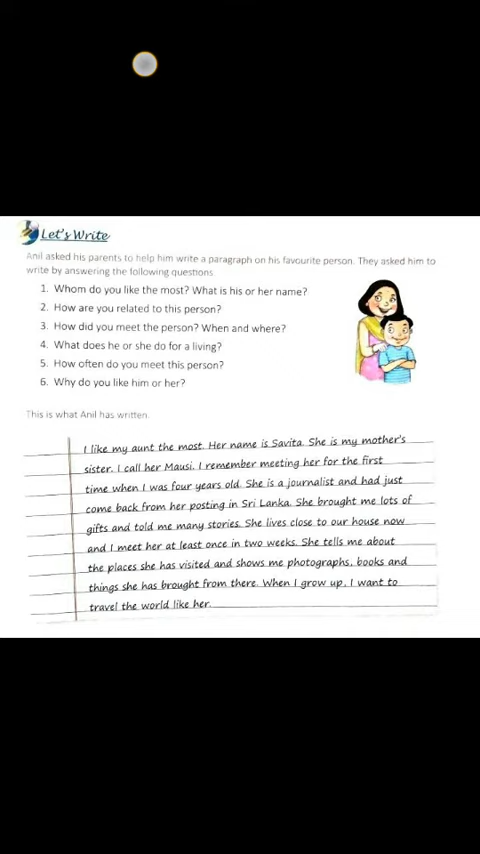 Let's Write
Anil asked his parents to help him write a paragraph on his favourite person. They asked him to
write by answering the following questions.
1. Whom do you like the most? What is his or her name?
2. How are you related to this person?
3. How did you meet the person? When and where?
4. What does he or she do for a living?
5. How often do you meet this person?
6. Why do you like him or her?
This is what Anil has written.
I like my aunt the most. Her name is Savita. She is my mother's
sister. I call her Mausi. I remember meeting her for the first
time when I was four years old. She is a journalist and had just
come back from her posting in Sri Lanka. She brought me lots of
gifts and told me many stories. She lives close to our house now
and I meet her at least once in two weeks. She tells me about
the places she has visited and shows me photographs, books and
things she has brought from there. When I grow up, I want to
travel the world like her.